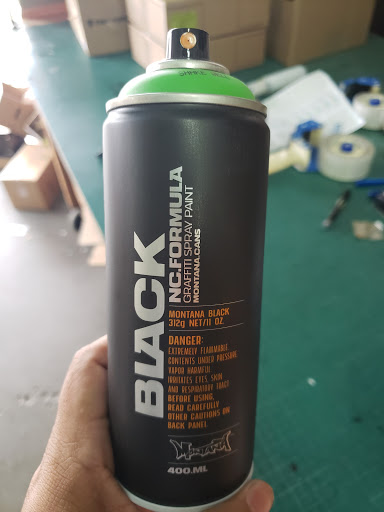 BLACK
NC.FORMULA
GRAFFITI SPRAY PAINT
MONTANA.CANS
MONTANA BLACK
312g NET/11 OZ.
DANGER:
EXTREMELY FLAMMABLE
CONTENTS UNDER PRESSURE,
VAPOR HARMFUL
IRRITATES EYES, SKIN
AND RESPIRATORY TRACT
BEFORE USING,
READ CAREFULLY
OTHER CAUTIONS ON
BACK PANEL.
MONTANA
400.ML